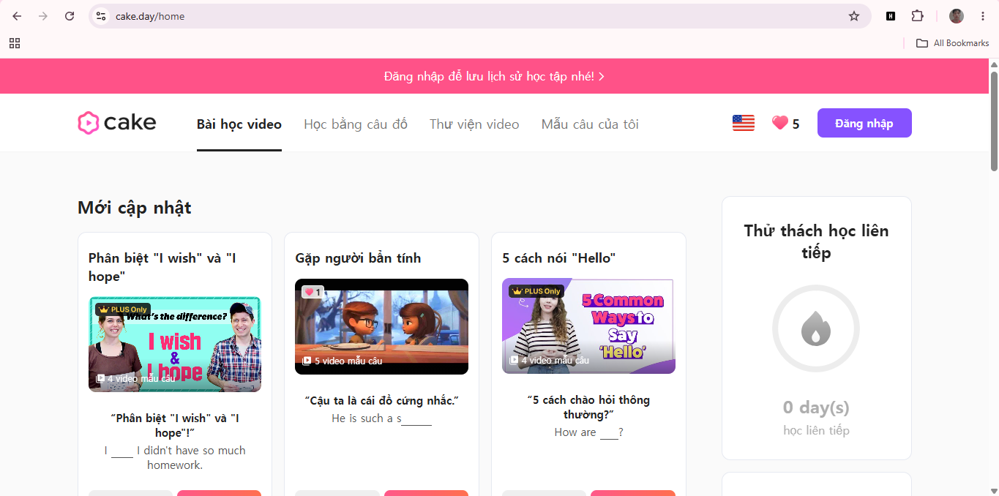 cake.day/home
All Bookmarks
Đăng nhập để lưu lịch sử học tập nhé!
cake
Bài học video
Học bằng câu đố
Thư viện video
Mẫu câu của tôi
5
Đăng nhập
Mới cập nhật
Phân biệt "I wish" và "I
hope"
PLUS Only
What's the difference?
I wish
&
I hope
4 video mẫu câu
“Phân biệt "I wish" và "I
hope"!”
I ____ I didn't have so much
homework.
Gặp người bẩn tính
1
5 video mẫu câu
“Cậu ta là cái đồ cứng nhắc.”
He is such a s_____
5 cách nói "Hello"
PLUS Only
5 Common
Ways to
Say
'Hello'
4 video mẫu câu
“5 cách chào hỏi thông
thường?”
How are ___?
Thử thách học liên
tiếp
0 day(s)
học liên tiếp